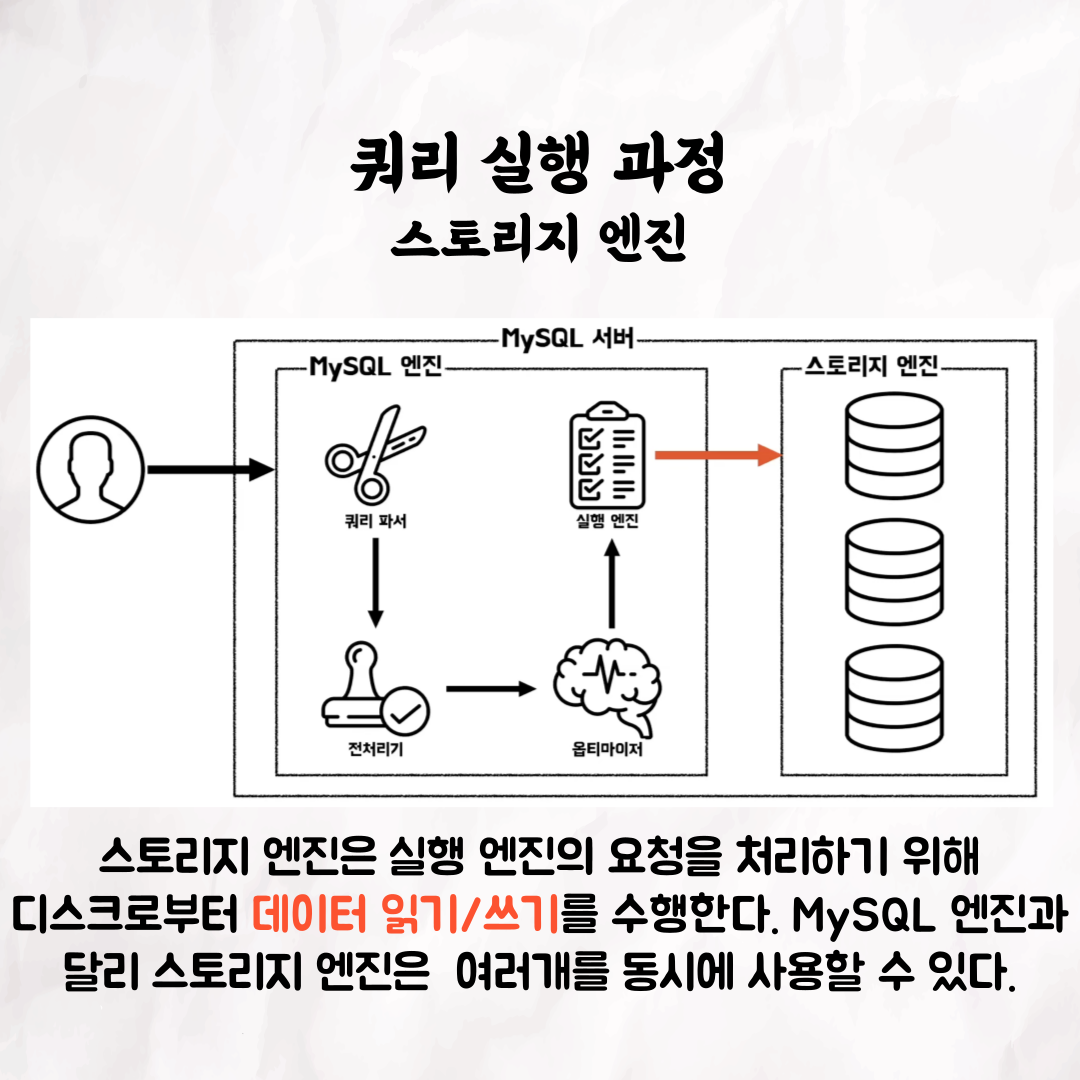 쿼리 실행 과정
스토리지 엔진
MySQL 서버
MySQL 엔진
스토리지 엔진
쿼리 파서
실행 엔진
전처리기
옵티마이저
스토리지 엔진은 실행 엔진의 요청을 처리하기 위해
디스크로부터 데이터 읽기/쓰기를 수행한다. MySQL 엔진과
달리 스토리지 엔진은 여러개를 동시에 사용할 수 있다.